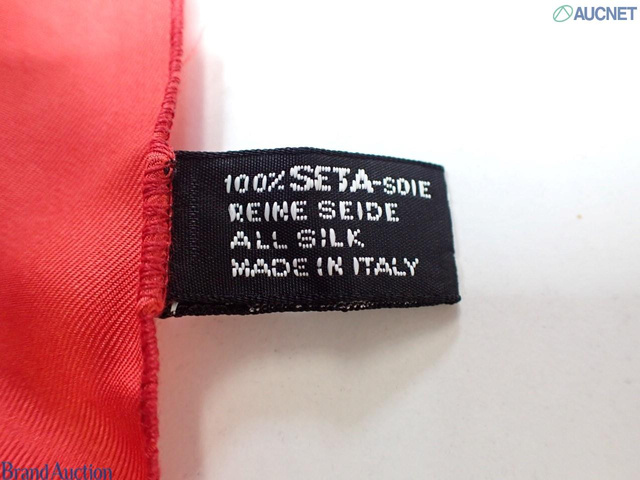 AUCNET
100% SETA-SOIE
REINE SEIDE
ALL SILK
MADE IN ITALY
Brand Auction